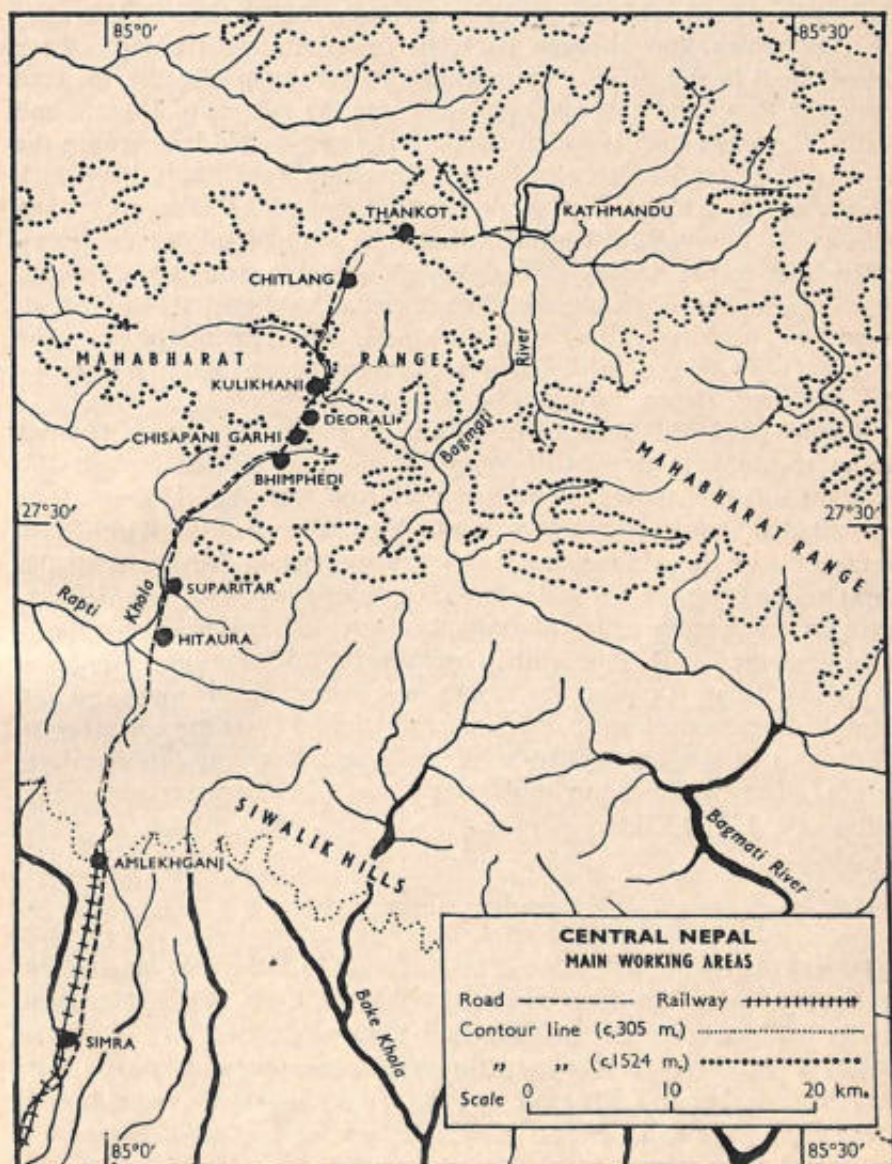 85°0'
85°30'
THANKOT
KATHMANDU
CHITLANG
MAHABHARAT RANGE
River
KULIKHANI
DEORALI
CHISAPANI GARHI
Bagmati
BHIMPHEDI
MAHABHARAT RANGE
27°30'
27°30'
SUPARITAR
Rapti Khola
HITAURA
SIWALIK HILLS
Bagmati River
AMLEKHGANJ
Bake Khola
SIMRA
CENTRAL NEPAL
MAIN WORKING AREAS
Road Railway
Contour line (c,305 m.)
" " (c.1524 m.)
Scale 0 10 20 km.
85°0'
85°30'